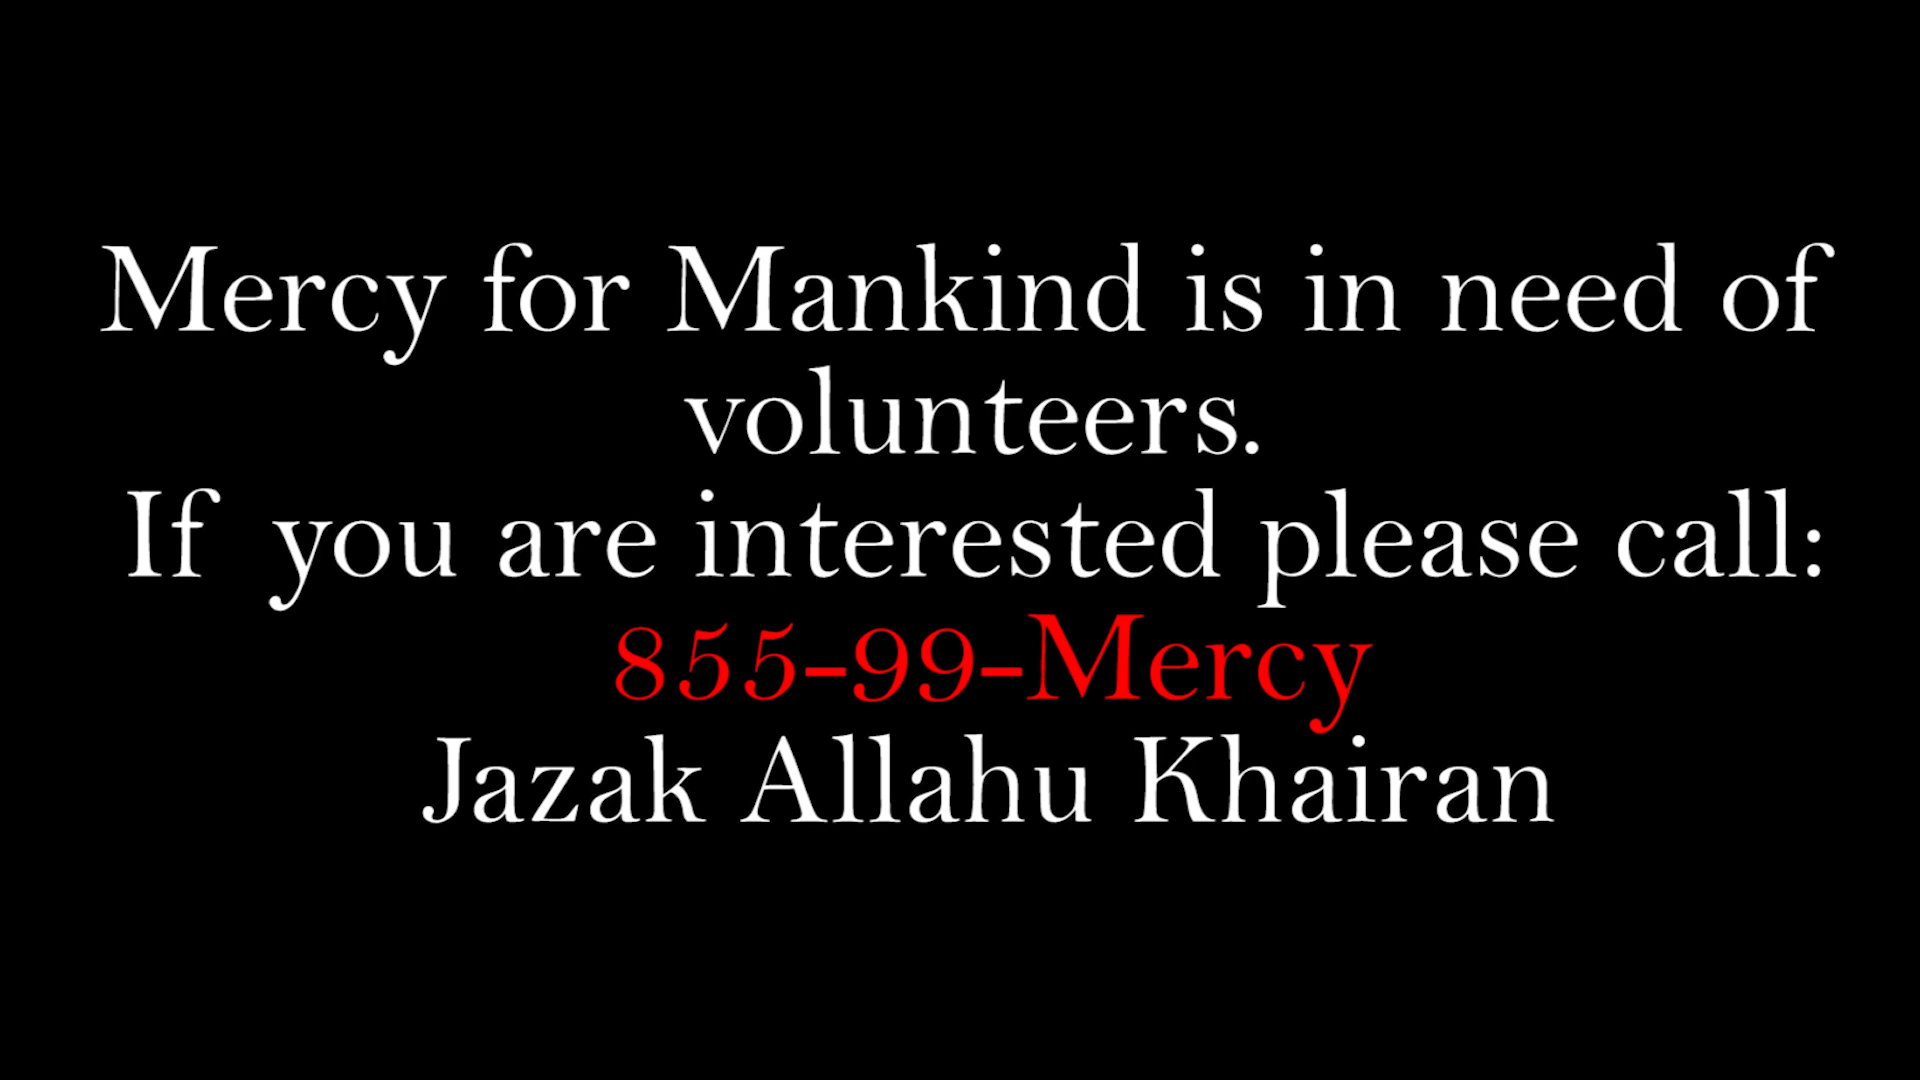 Mercy for Mankind is in need of
volunteers.
If you are interested please call:
855-99-Mercy
Jazak Allahu Khairan